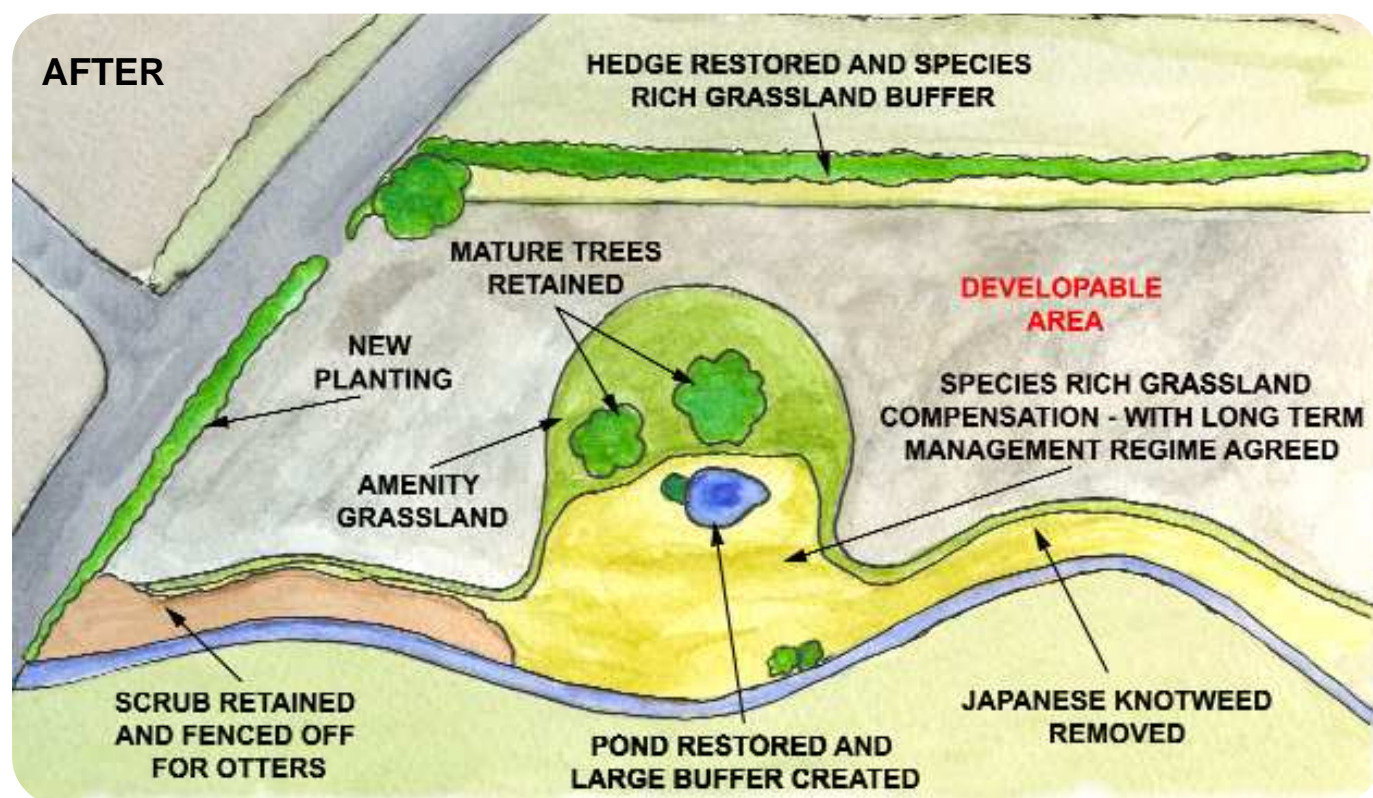 AFTER
HEDGE RESTORED AND SPECIES
RICH GRASSLAND BUFFER
MATURE TREES
RETAINED
DEVELOPABLE
AREA
NEW
PLANTING
SPECIES RICH GRASSLAND
COMPENSATION - WITH LONG TERM
MANAGEMENT REGIME AGREED
AMENITY
GRASSLAND
SCRUB RETAINED
AND FENCED OFF
FOR OTTERS
POND RESTORED AND
LARGE BUFFER CREATED
JAPANESE KNOTWEED
REMOVED